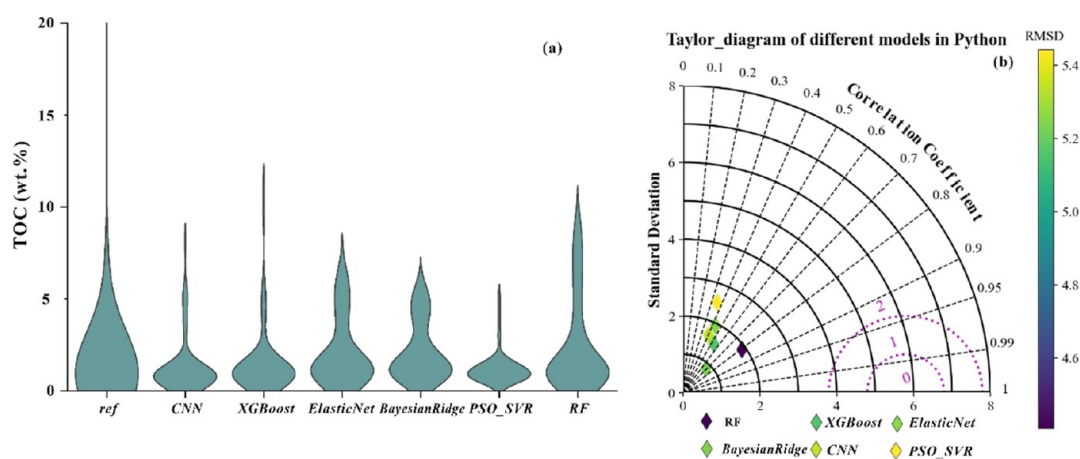 20
15
10
5
0
TOC (wt.%)
(a)
ref CNN XGBoost ElasticNet BayesianRidge PSO_SVR RF
Taylor_diagram of different models in Python
(b)
RMSD
0 0.1 0.2 0.3 0.4 0.5 0.6 0.7 0.8 0.9 0.95 0.99 1
Correlation Coefficient
8
6
4
2
0
Standard Deviation
2
1
0
0 2 4 6 8
5.4
5.2
5.0
4.8
4.6
RF XGBoost ElasticNet
BayesianRidge CNN PSO_SVR